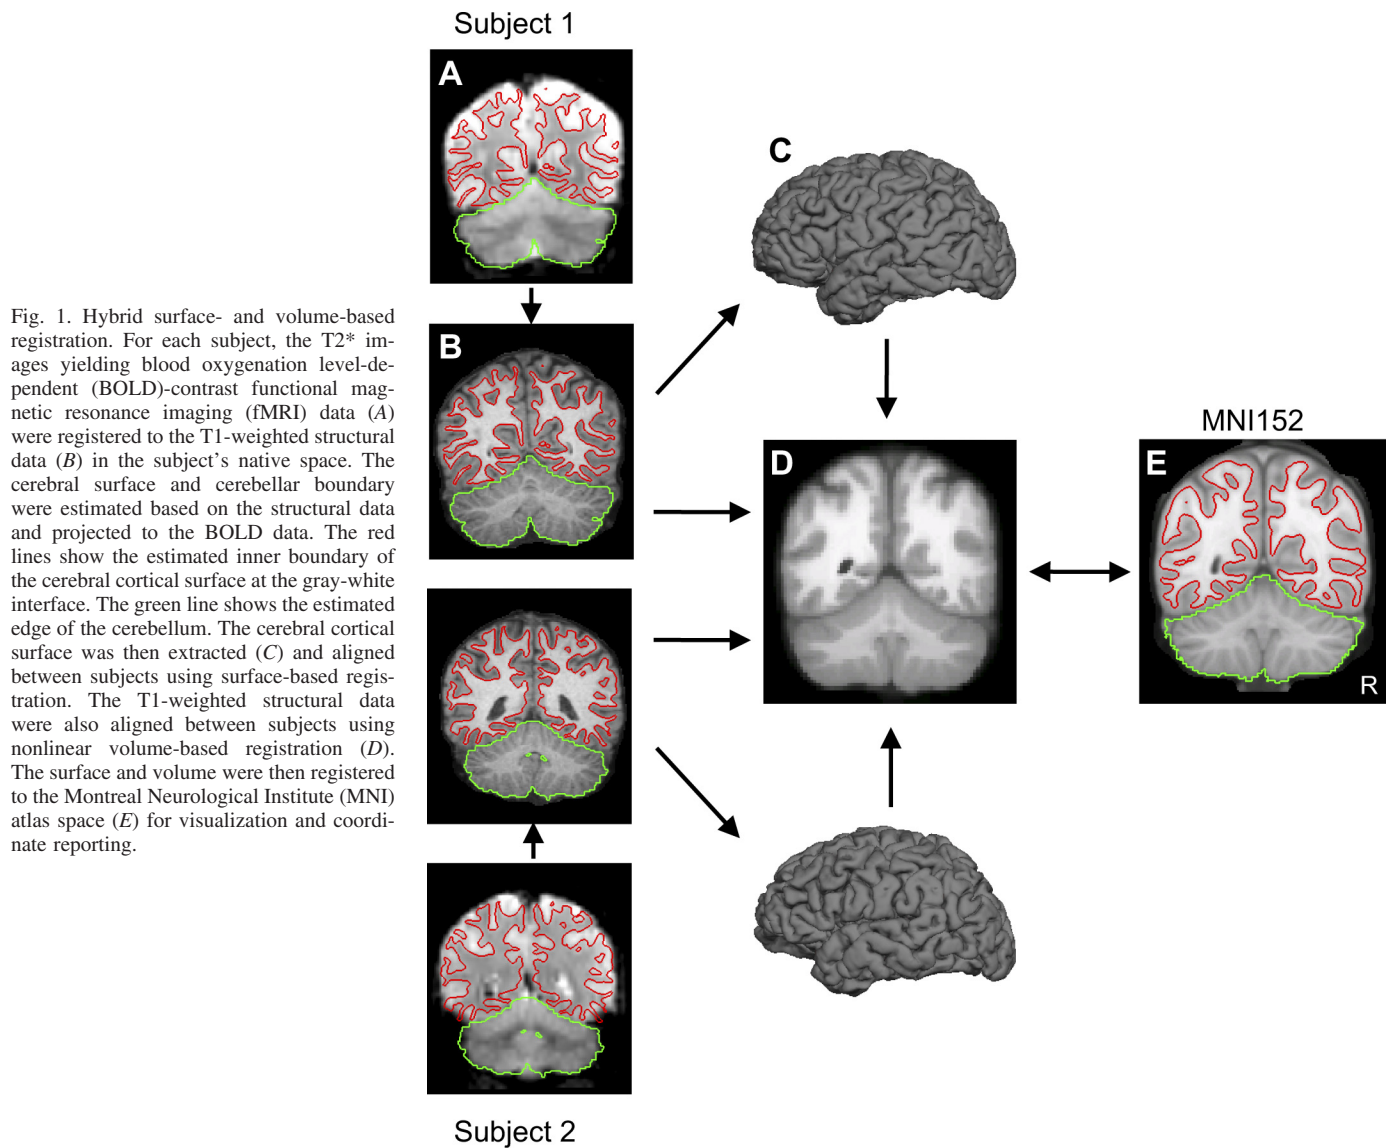 Subject 1
A
C
Fig. 1. Hybrid surface- and volume-based
registration. For each subject, the T2* im-
ages yielding blood oxygenation level-de-
pendent (BOLD)-contrast functional mag-
netic resonance imaging (fMRI) data (A)
were registered to the T1-weighted structural
data (B) in the subject's native space. The
cerebral surface and cerebellar boundary
were estimated based on the structural data
and projected to the BOLD data. The red
lines show the estimated inner boundary of
the cerebral cortical surface at the gray-white
interface. The green line shows the estimated
edge of the cerebellum. The cerebral cortical
surface was then extracted (C) and aligned
between subjects using surface-based regis-
tration. The T1-weighted structural data
were also aligned between subjects using
nonlinear volume-based registration (D).
The surface and volume were then registered
to the Montreal Neurological Institute (MNI)
atlas space (E) for visualization and coordi-
nate reporting.
B
MNI152
D
E
R
Subject 2